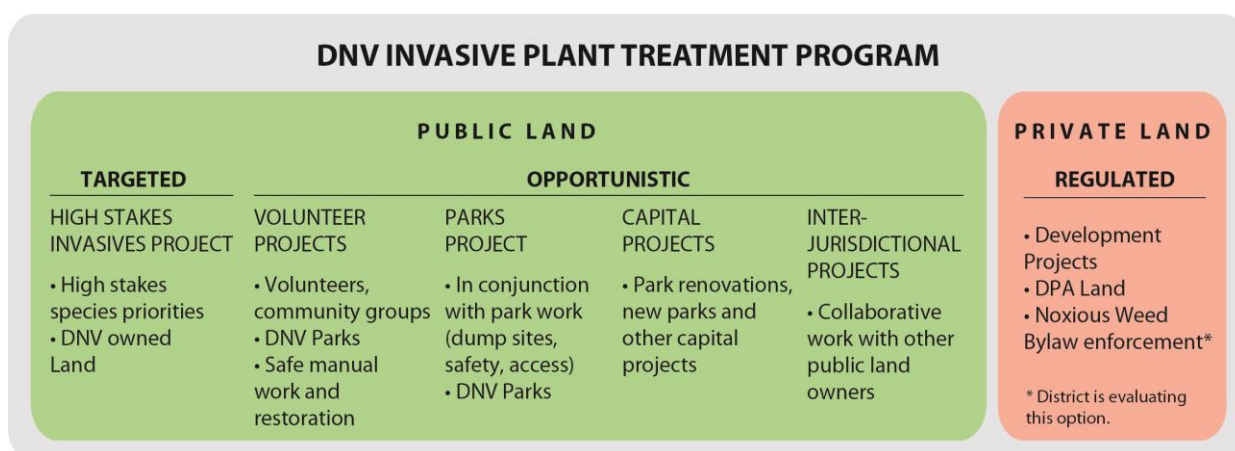 DNV INVASIVE PLANT TREATMENT PROGRAM
PUBLIC LAND
TARGETED
HIGH STAKES
INVASIVES PROJECT
• High stakes
species priorities
• DNV owned
Land
OPPORTUNISTIC
VOLUNTEER
PROJECTS
• Volunteers,
community groups
• DNV Parks
• Safe manual
work and
restoration
PARKS
PROJECT
• In conjunction
with park work
(dump sites,
safety, access)
• DNV Parks
CAPITAL
PROJECTS
• Park renovations,
new parks and
other capital
projects
INTER-
JURISDICTIONAL
PROJECTS
• Collaborative
work with other
public land
owners
PRIVATE LAND
REGULATED
• Development
Projects
• DPA Land
• Noxious Weed
Bylaw enforcement*
* District is evaluating
this option.